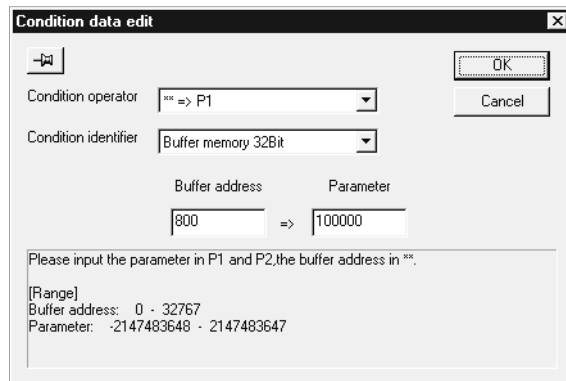 Condition data edit
OK
Condition operator ** => P1
Cancel
Condition identifier Buffer memory 32Bit
Buffer address Parameter
800 => 100000
Please input the parameter in P1 and P2,the buffer address in **.
[Range]
Buffer address: 0 - 32767
Parameter: -2147483648 - 2147483647